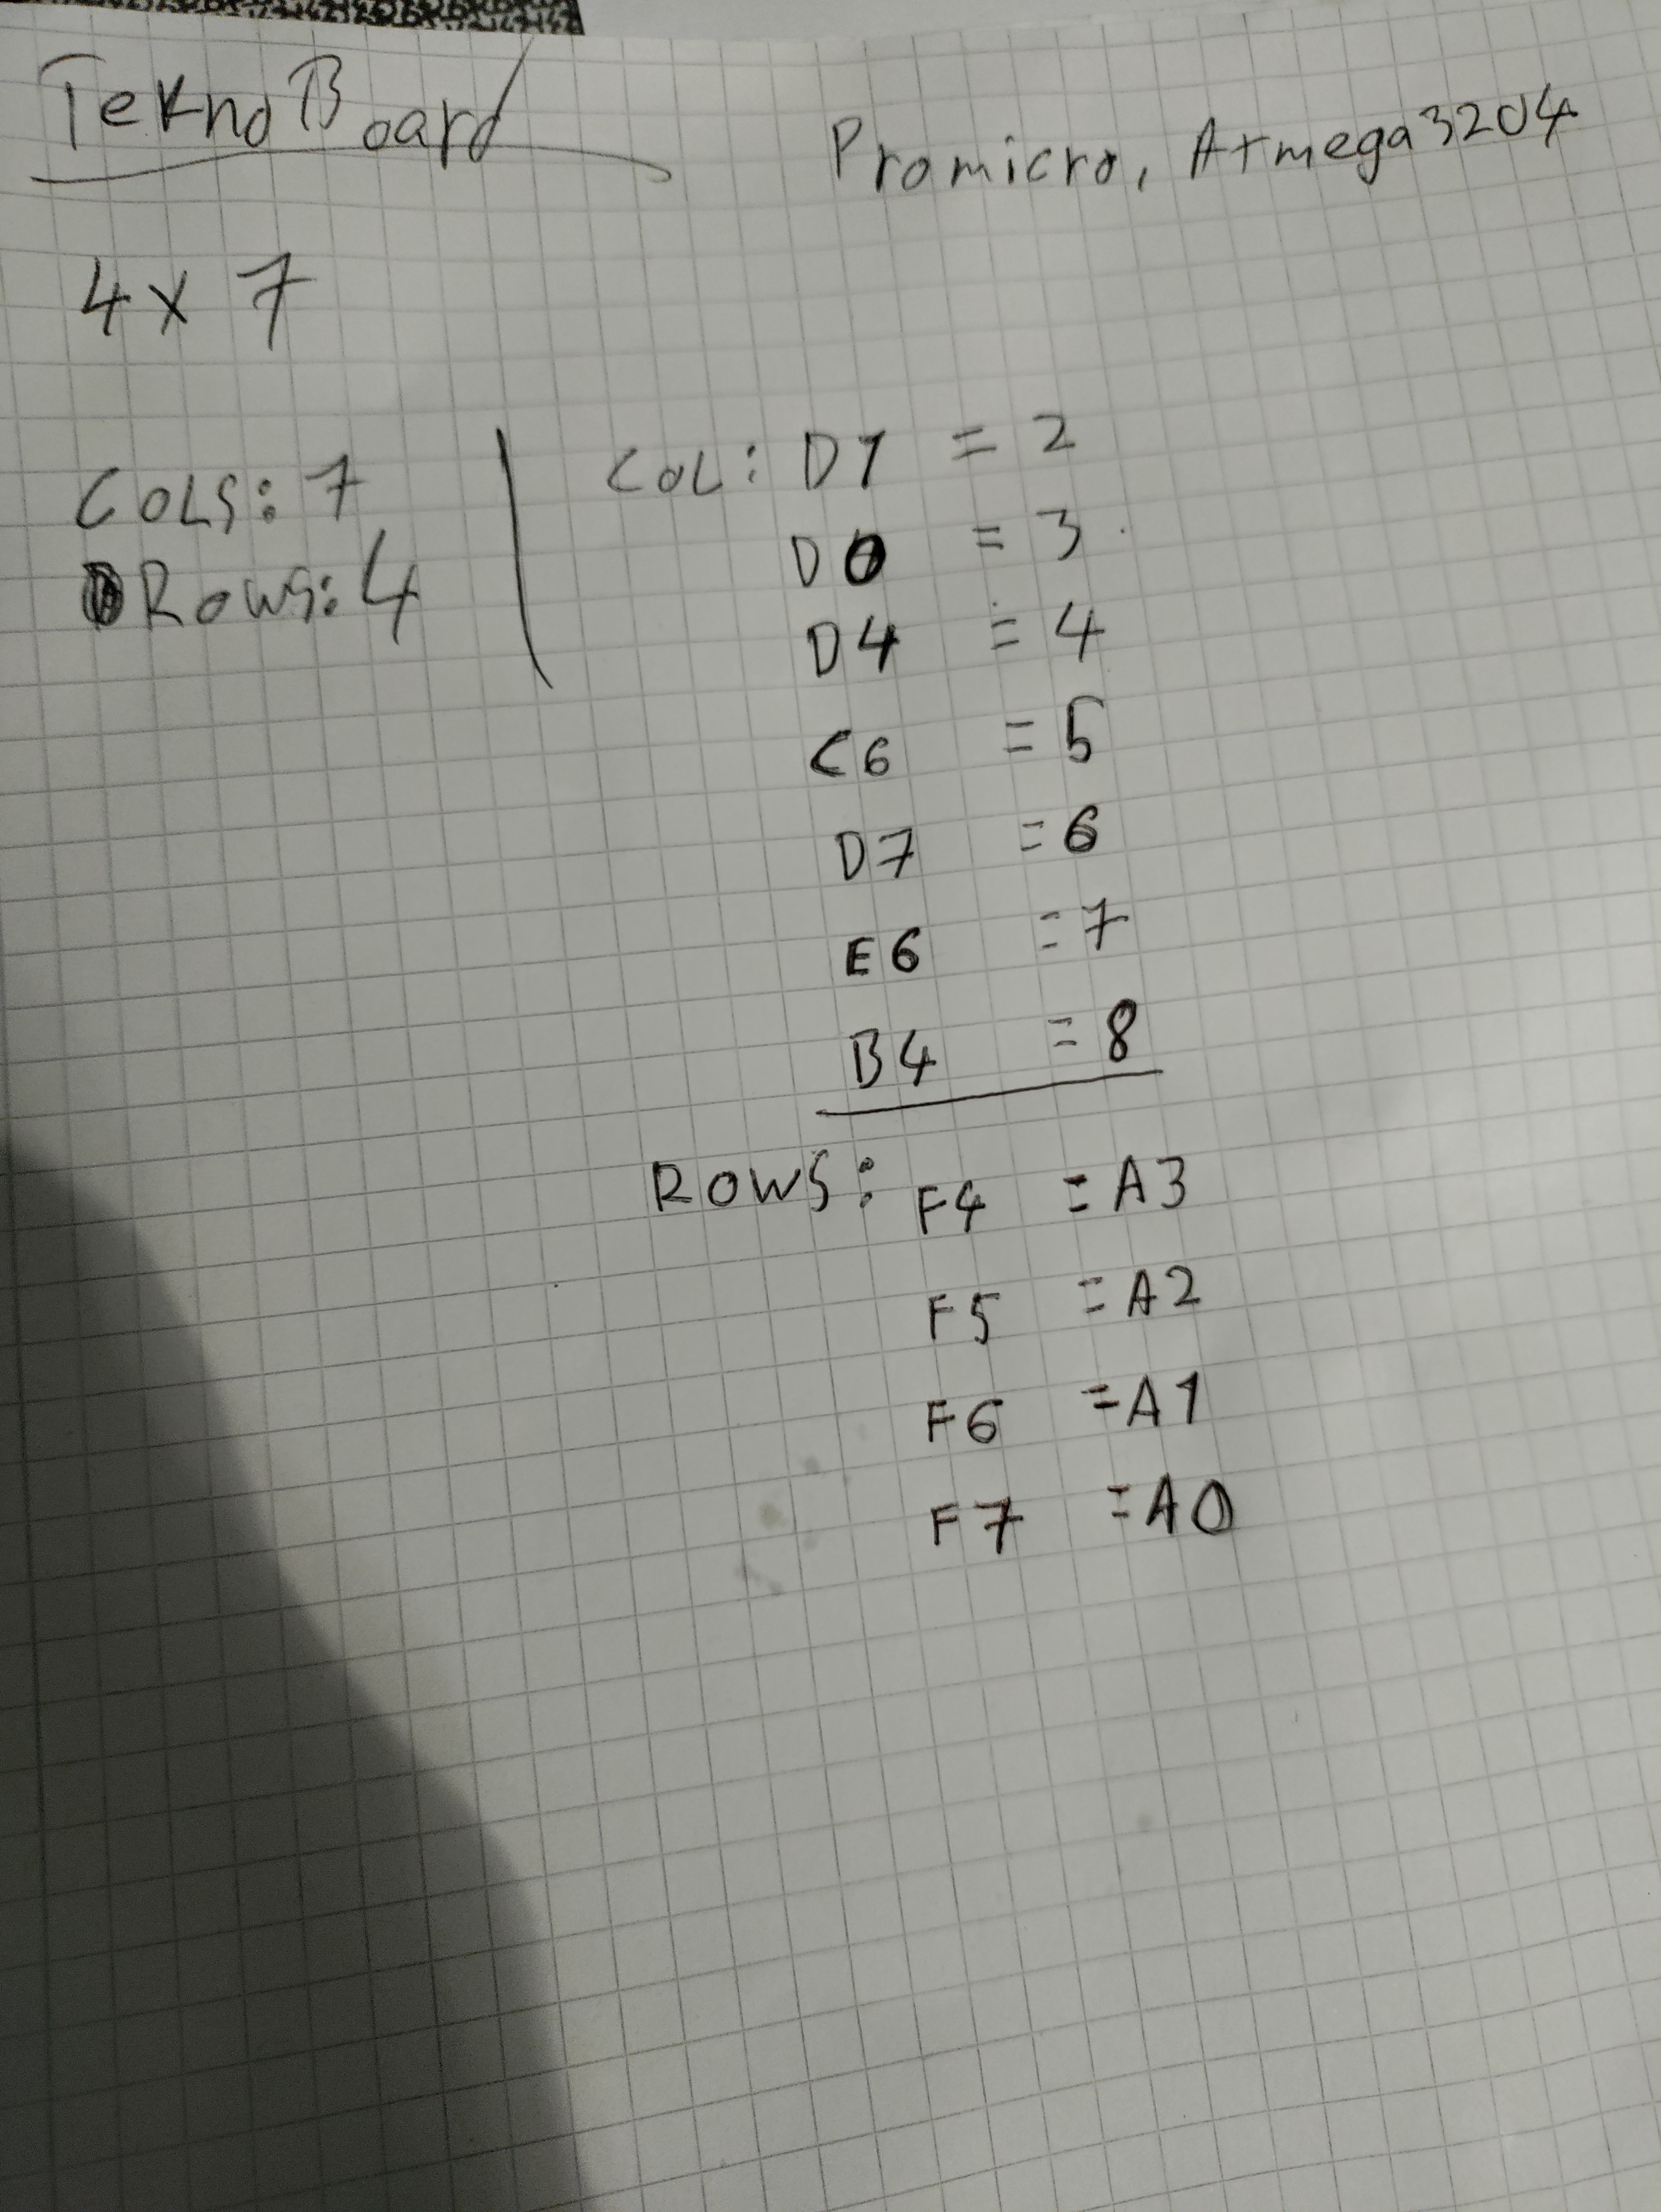 TeknoBoard
Promicro, Atmega32U4
4x7
COLS: 7
Rows: 4
COL: D1 = 2
D0 = 3
D4 = 4
C6 = 5
D7 = 6
E6 = 7
B4 = 8
ROWS: F4 = A3
F5 = A2
F6 = A1
F7 = A0